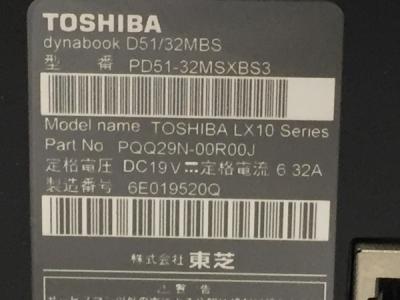 TOSHIBA
dynabook D51/32MBS
型 番 PD51-32MSXBS3
Model name TOSHIBA LX10 Series
Part No PQQ29N-00R00J
定格電圧 DC19V⎓定格電流 6.32A
製造番号 6E019520Q
株式会社 東芝
警告